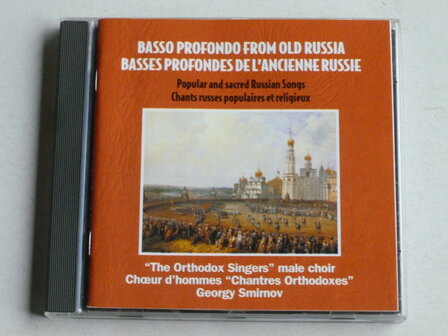 BASSO PROFONDO FROM OLD RUSSIA
BASSES PROFONDES DE L'ANCIENNE RUSSIE
Popular and sacred Russian Songs
Chants russes populaires et religieux
"The Orthodox Singers" male choir
Chœur d'hommes "Chantres Orthodoxes"
Georgy Smirnov